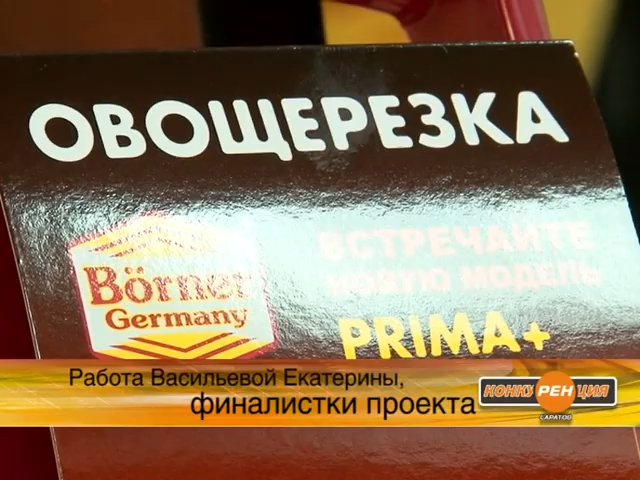 ОВОЩЕРЕЗКА
Börner
Germany
ВСТРЕЧАЙТЕ
НОВУЮ МОДЕЛЬ
PRIMA+
Работа Васильевой Екатерины,
финалистки проекта
КОНКУРЕНЦИЯ
САРАТОВ